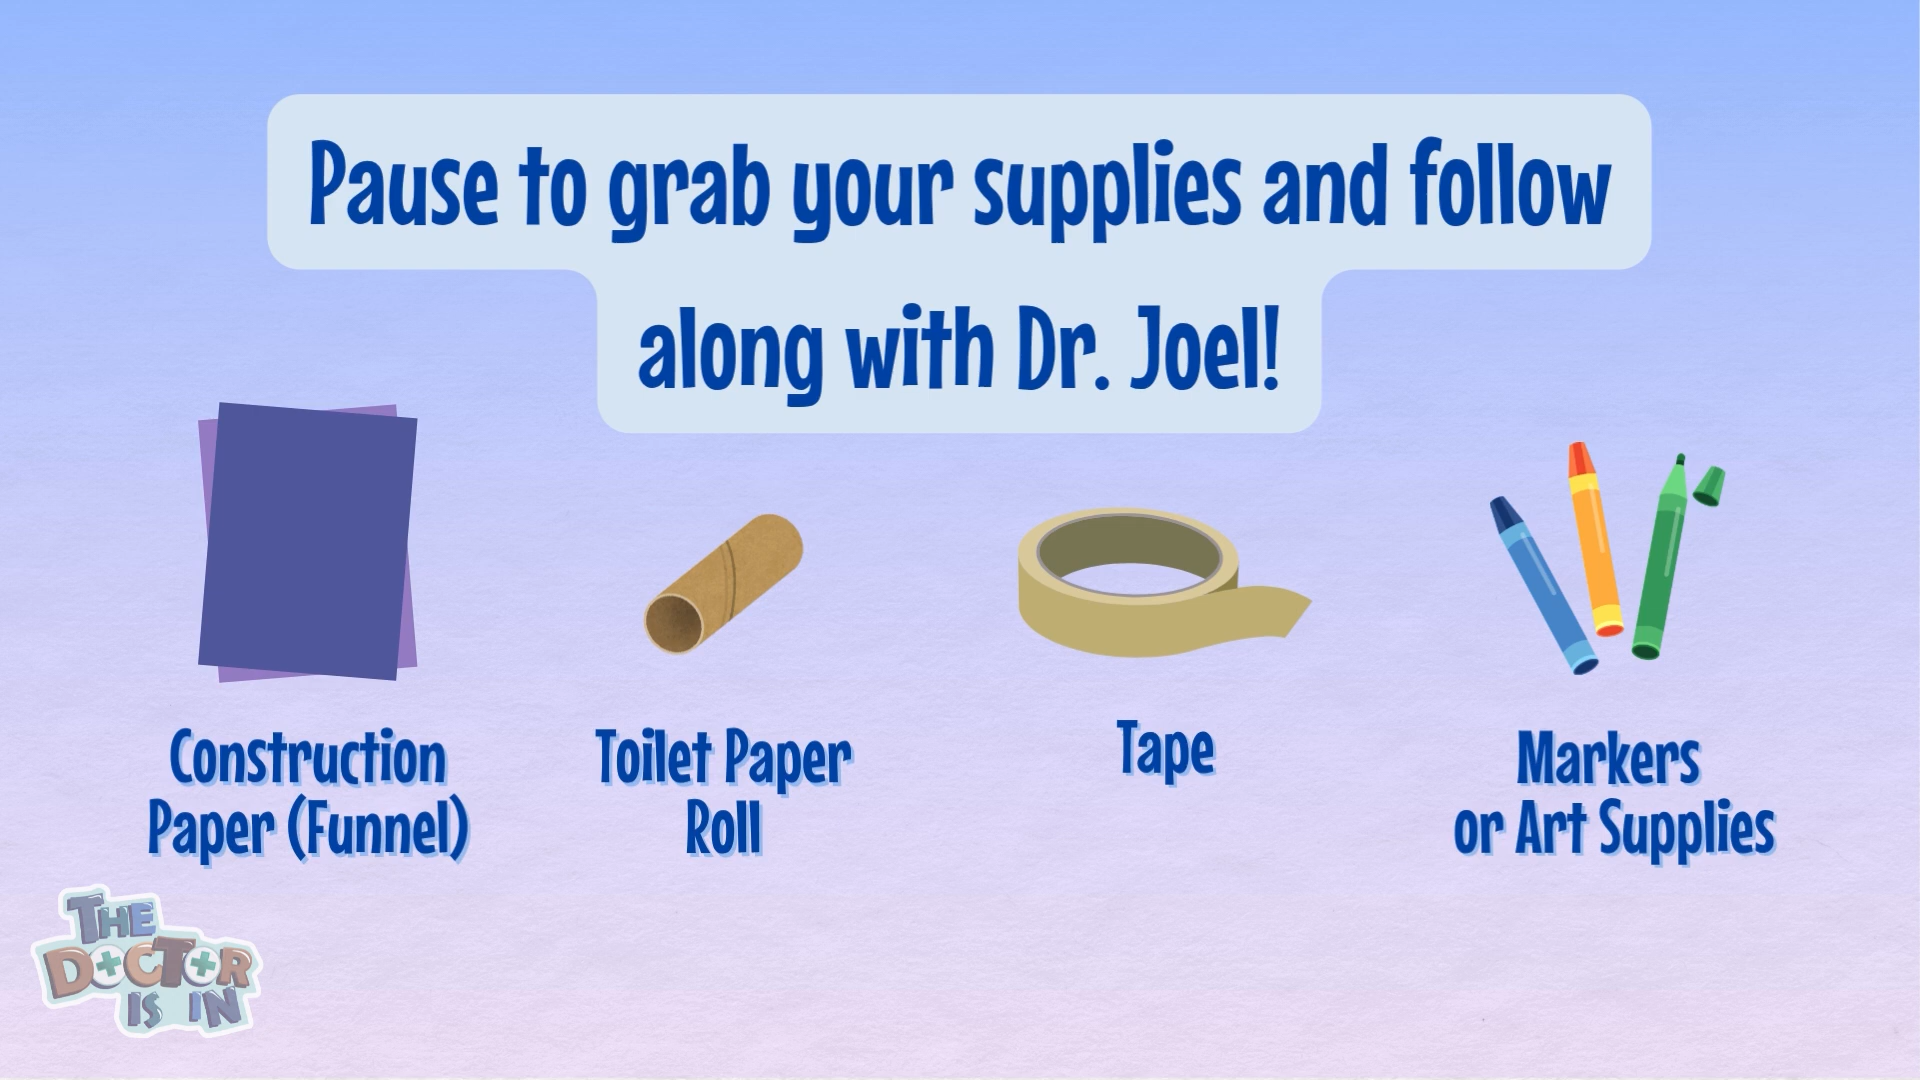 Pause to grab your supplies and follow
along with Dr. Joel!
Construction
Paper (Funnel)
Toilet Paper
Roll
Tape
Markers
or Art Supplies
THE
DOCTOR
IS IN